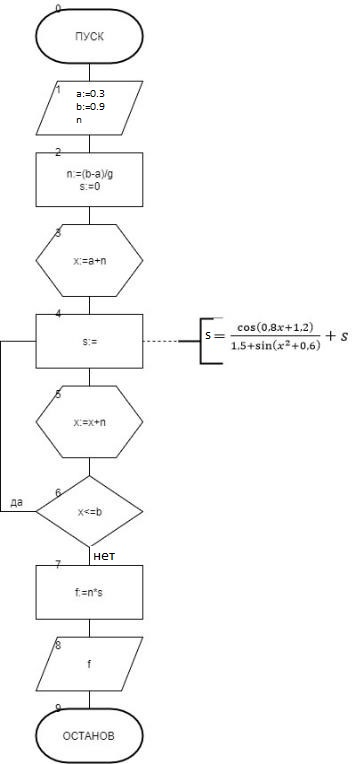 0
ПУСК
1
a:=0.3
b:=0.9
n
2
n:=(b-a)/g
s:=0
3
x:=a+n
4
s:=
s = cos(0,8x+1,2) / 1,5+sin(x²+0,6) + s
5
x:=x+n
6
да
x<=b
нет
7
f:=n*s
8
f
9
ОСТАНОВ